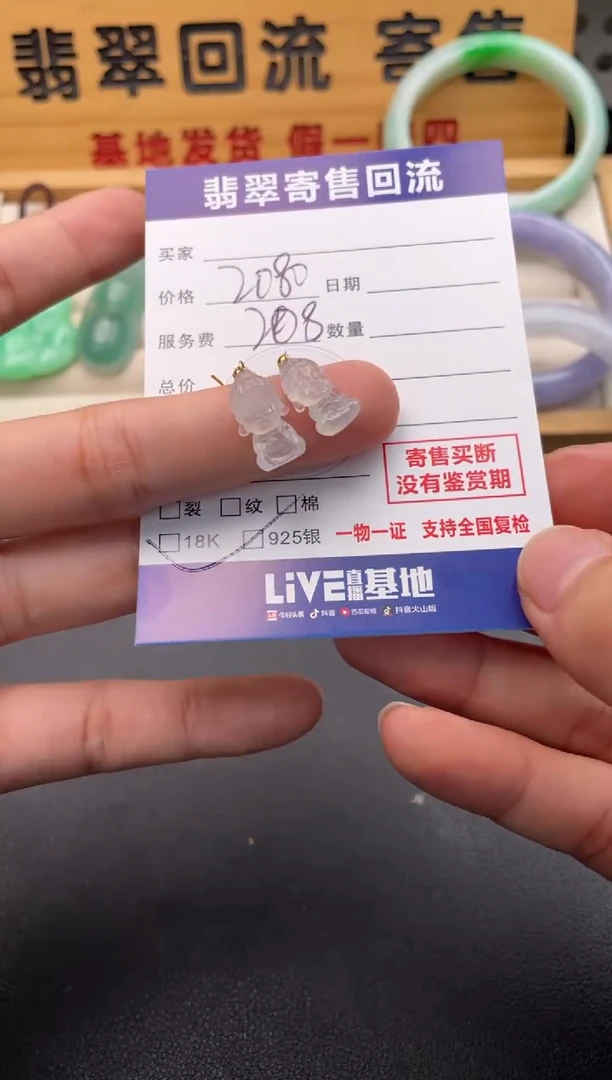 翡翠回流 寄售
基地发货 假一
翡翠寄售回流
买家
价格 2080 日期
服务费 208 数量
总价
寄售买断
没有鉴赏期
裂 纹 棉
18K 925银 一物一证 支持全国复检
LiVE直播基地
今日头条 抖音 西瓜视频 抖音火山版